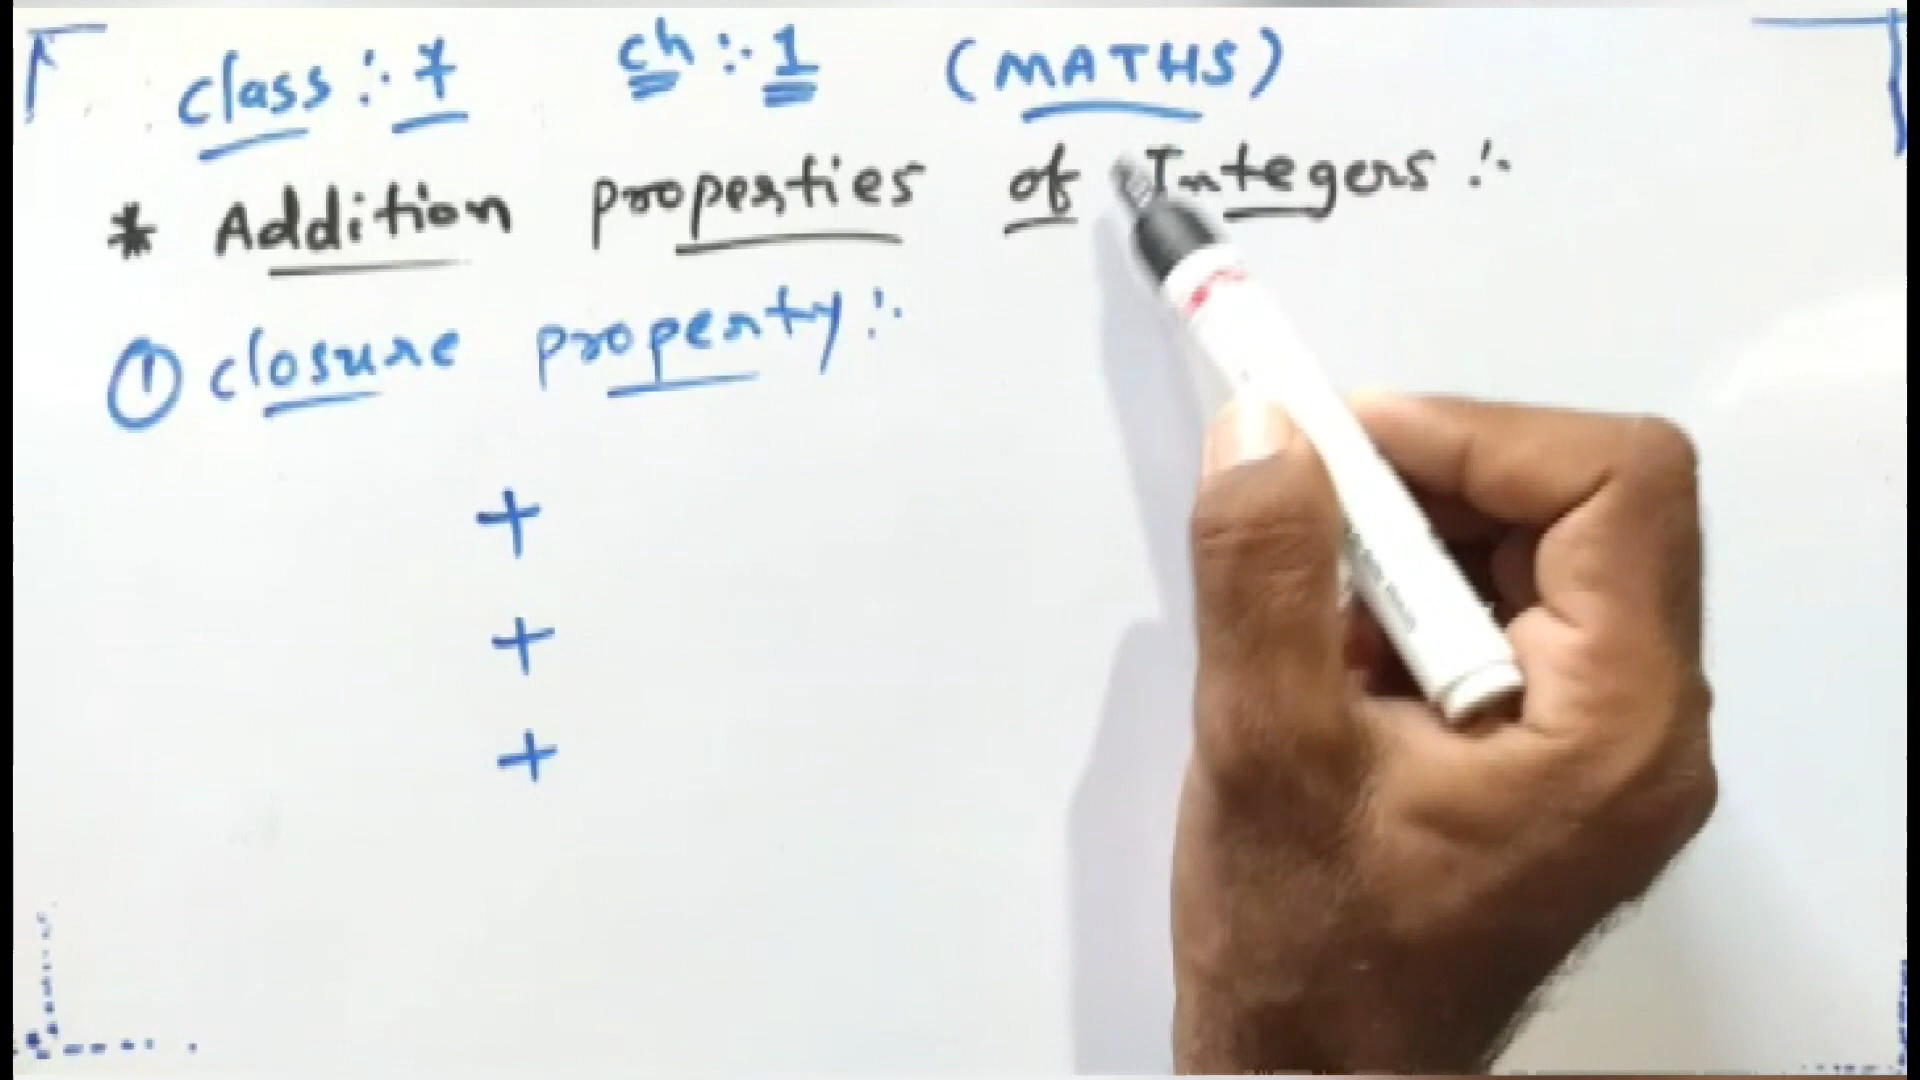 class :- 7 ch :- 1 (MATHS)
* Addition properties of Integers :-
① closure property :-
+
+
+